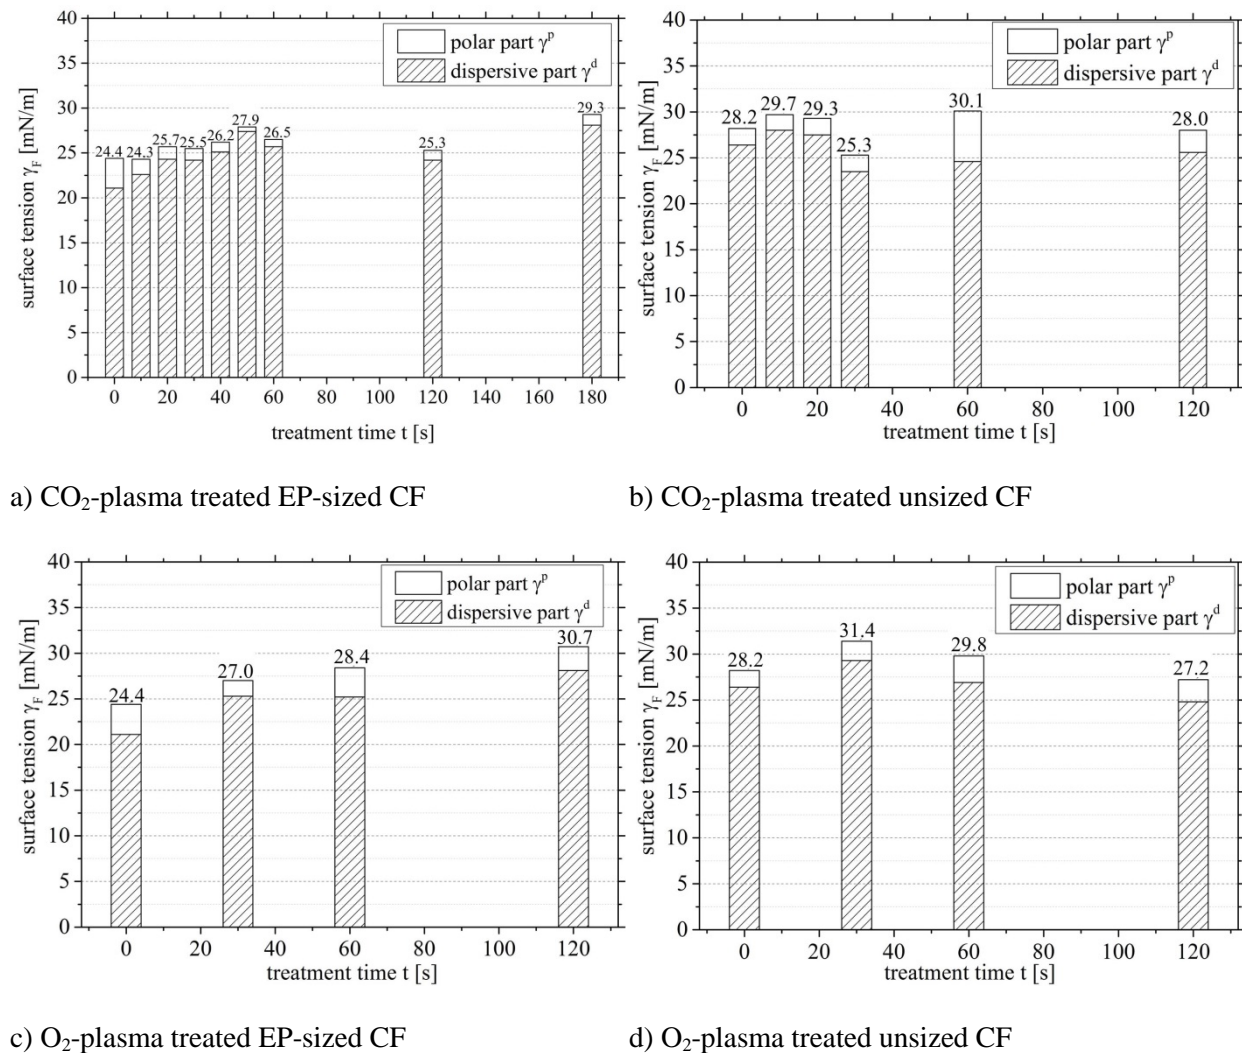 40
35
30
25
20
15
10
5
0
surface tension γF [mN/m]
polar part γp
dispersive part γd
24.4 24.3 25.7 25.5 26.2 27.9 26.5 25.3 29.3
0 20 40 60 80 100 120 140 160 180
treatment time t [s]
40
35
30
25
20
15
10
5
0
surface tension γF [mN/m]
polar part γp
dispersive part γd
28.2 29.7 29.3 25.3 30.1 28.0
0 20 40 60 80 100 120
treatment time t [s]
a) CO2-plasma treated EP-sized CF
b) CO2-plasma treated unsized CF
40
35
30
25
20
15
10
5
0
surface tension γF [mN/m]
polar part γp
dispersive part γd
24.4 27.0 28.4 30.7
0 20 40 60 80 100 120
treatment time t [s]
40
35
30
25
20
15
10
5
0
surface tension γF [mN/m]
polar part γp
dispersive part γd
28.2 31.4 29.8 27.2
0 20 40 60 80 100 120
treatment time t [s]
c) O2-plasma treated EP-sized CF
d) O2-plasma treated unsized CF